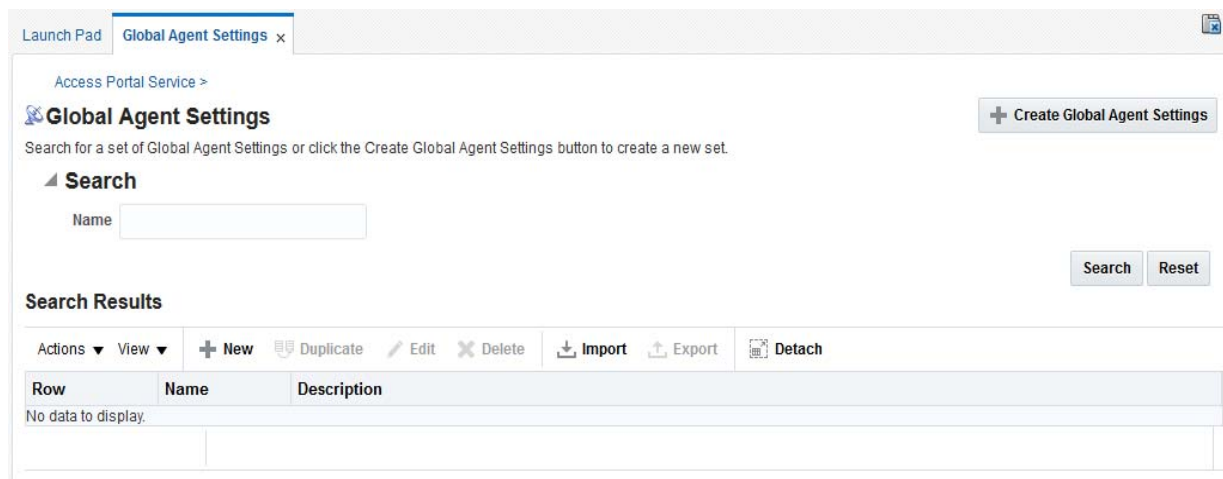 Launch Pad Global Agent Settings x
Access Portal Service >
Global Agent Settings
Create Global Agent Settings
Search for a set of Global Agent Settings or click the Create Global Agent Settings button to create a new set.
Search
Name
Search Reset
Search Results
Actions View New Duplicate Edit Delete Import Export Detach
Row Name Description
No data to display.